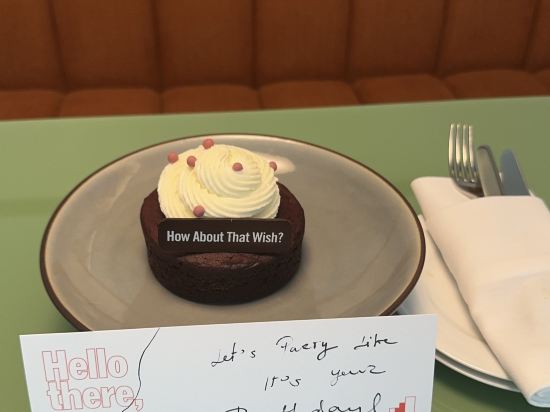 How About That Wish?
Hello
there,
Let's Party Like
It's your